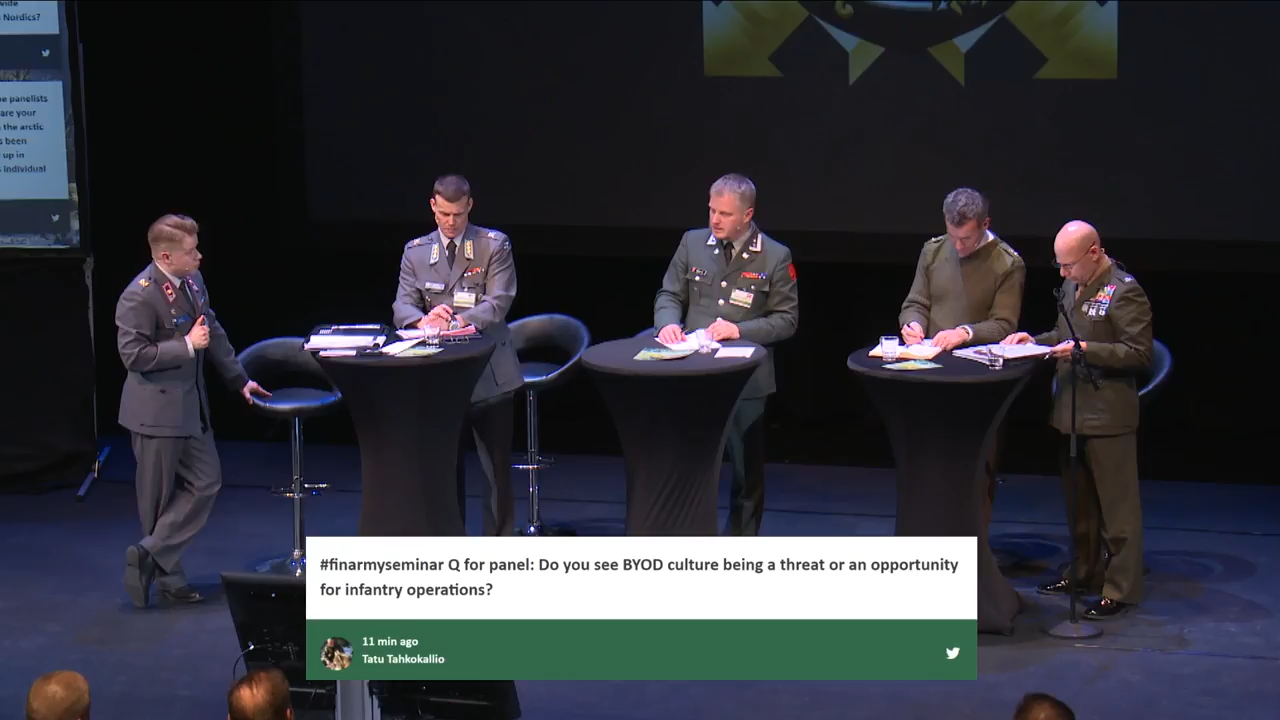 wide
Nordics?
e panelists
are your
the arctic
s been
up in
individual
#finarmyseminar Q for panel: Do you see BYOD culture being a threat or an opportunity
for infantry operations?
11 min ago
Tatu Tahkokallio